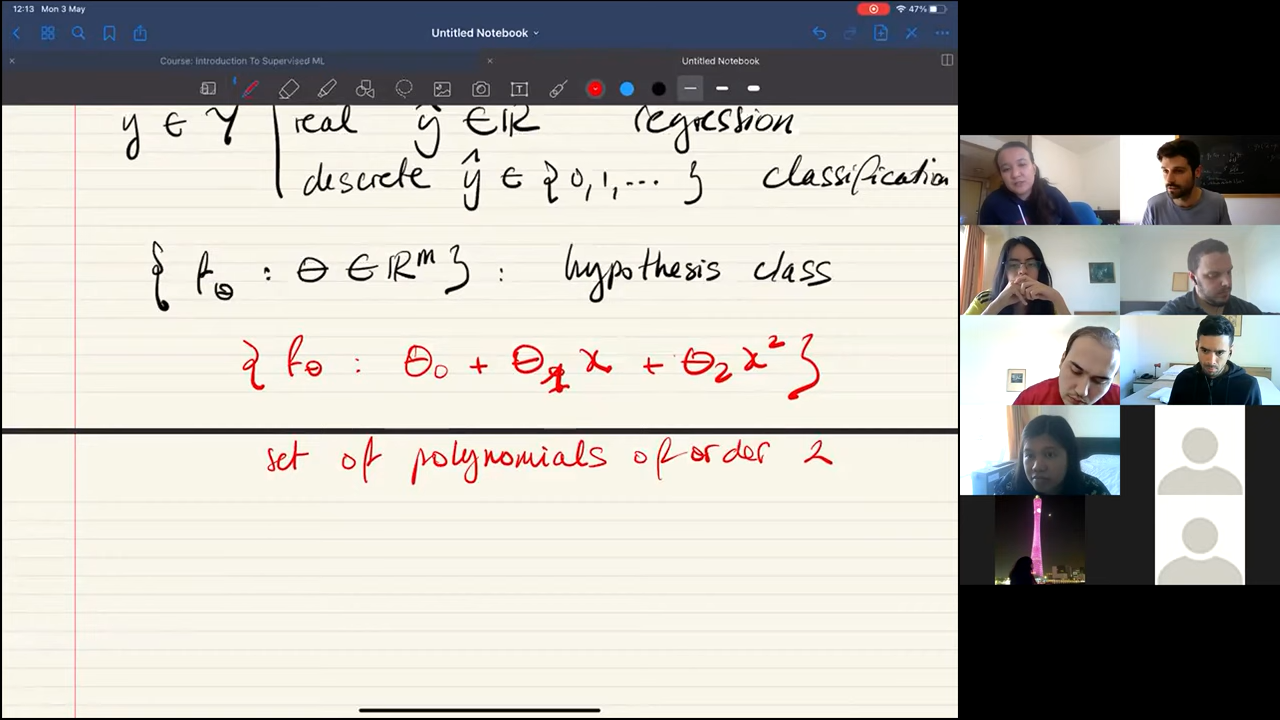 12:13 Mon 3 May
47%
Untitled Notebook
Course: Introduction To Supervised ML
Untitled Notebook
y ∈ Y | real ŷ ∈ ℝ regression
discrete ŷ ∈ {0, 1, ... } classification
{ f_θ : θ ∈ ℝ^m } : hypothesis class
{ f_θ : θ_0 + θ_1 x + θ_2 x^2 }
set of polynomials of order 2